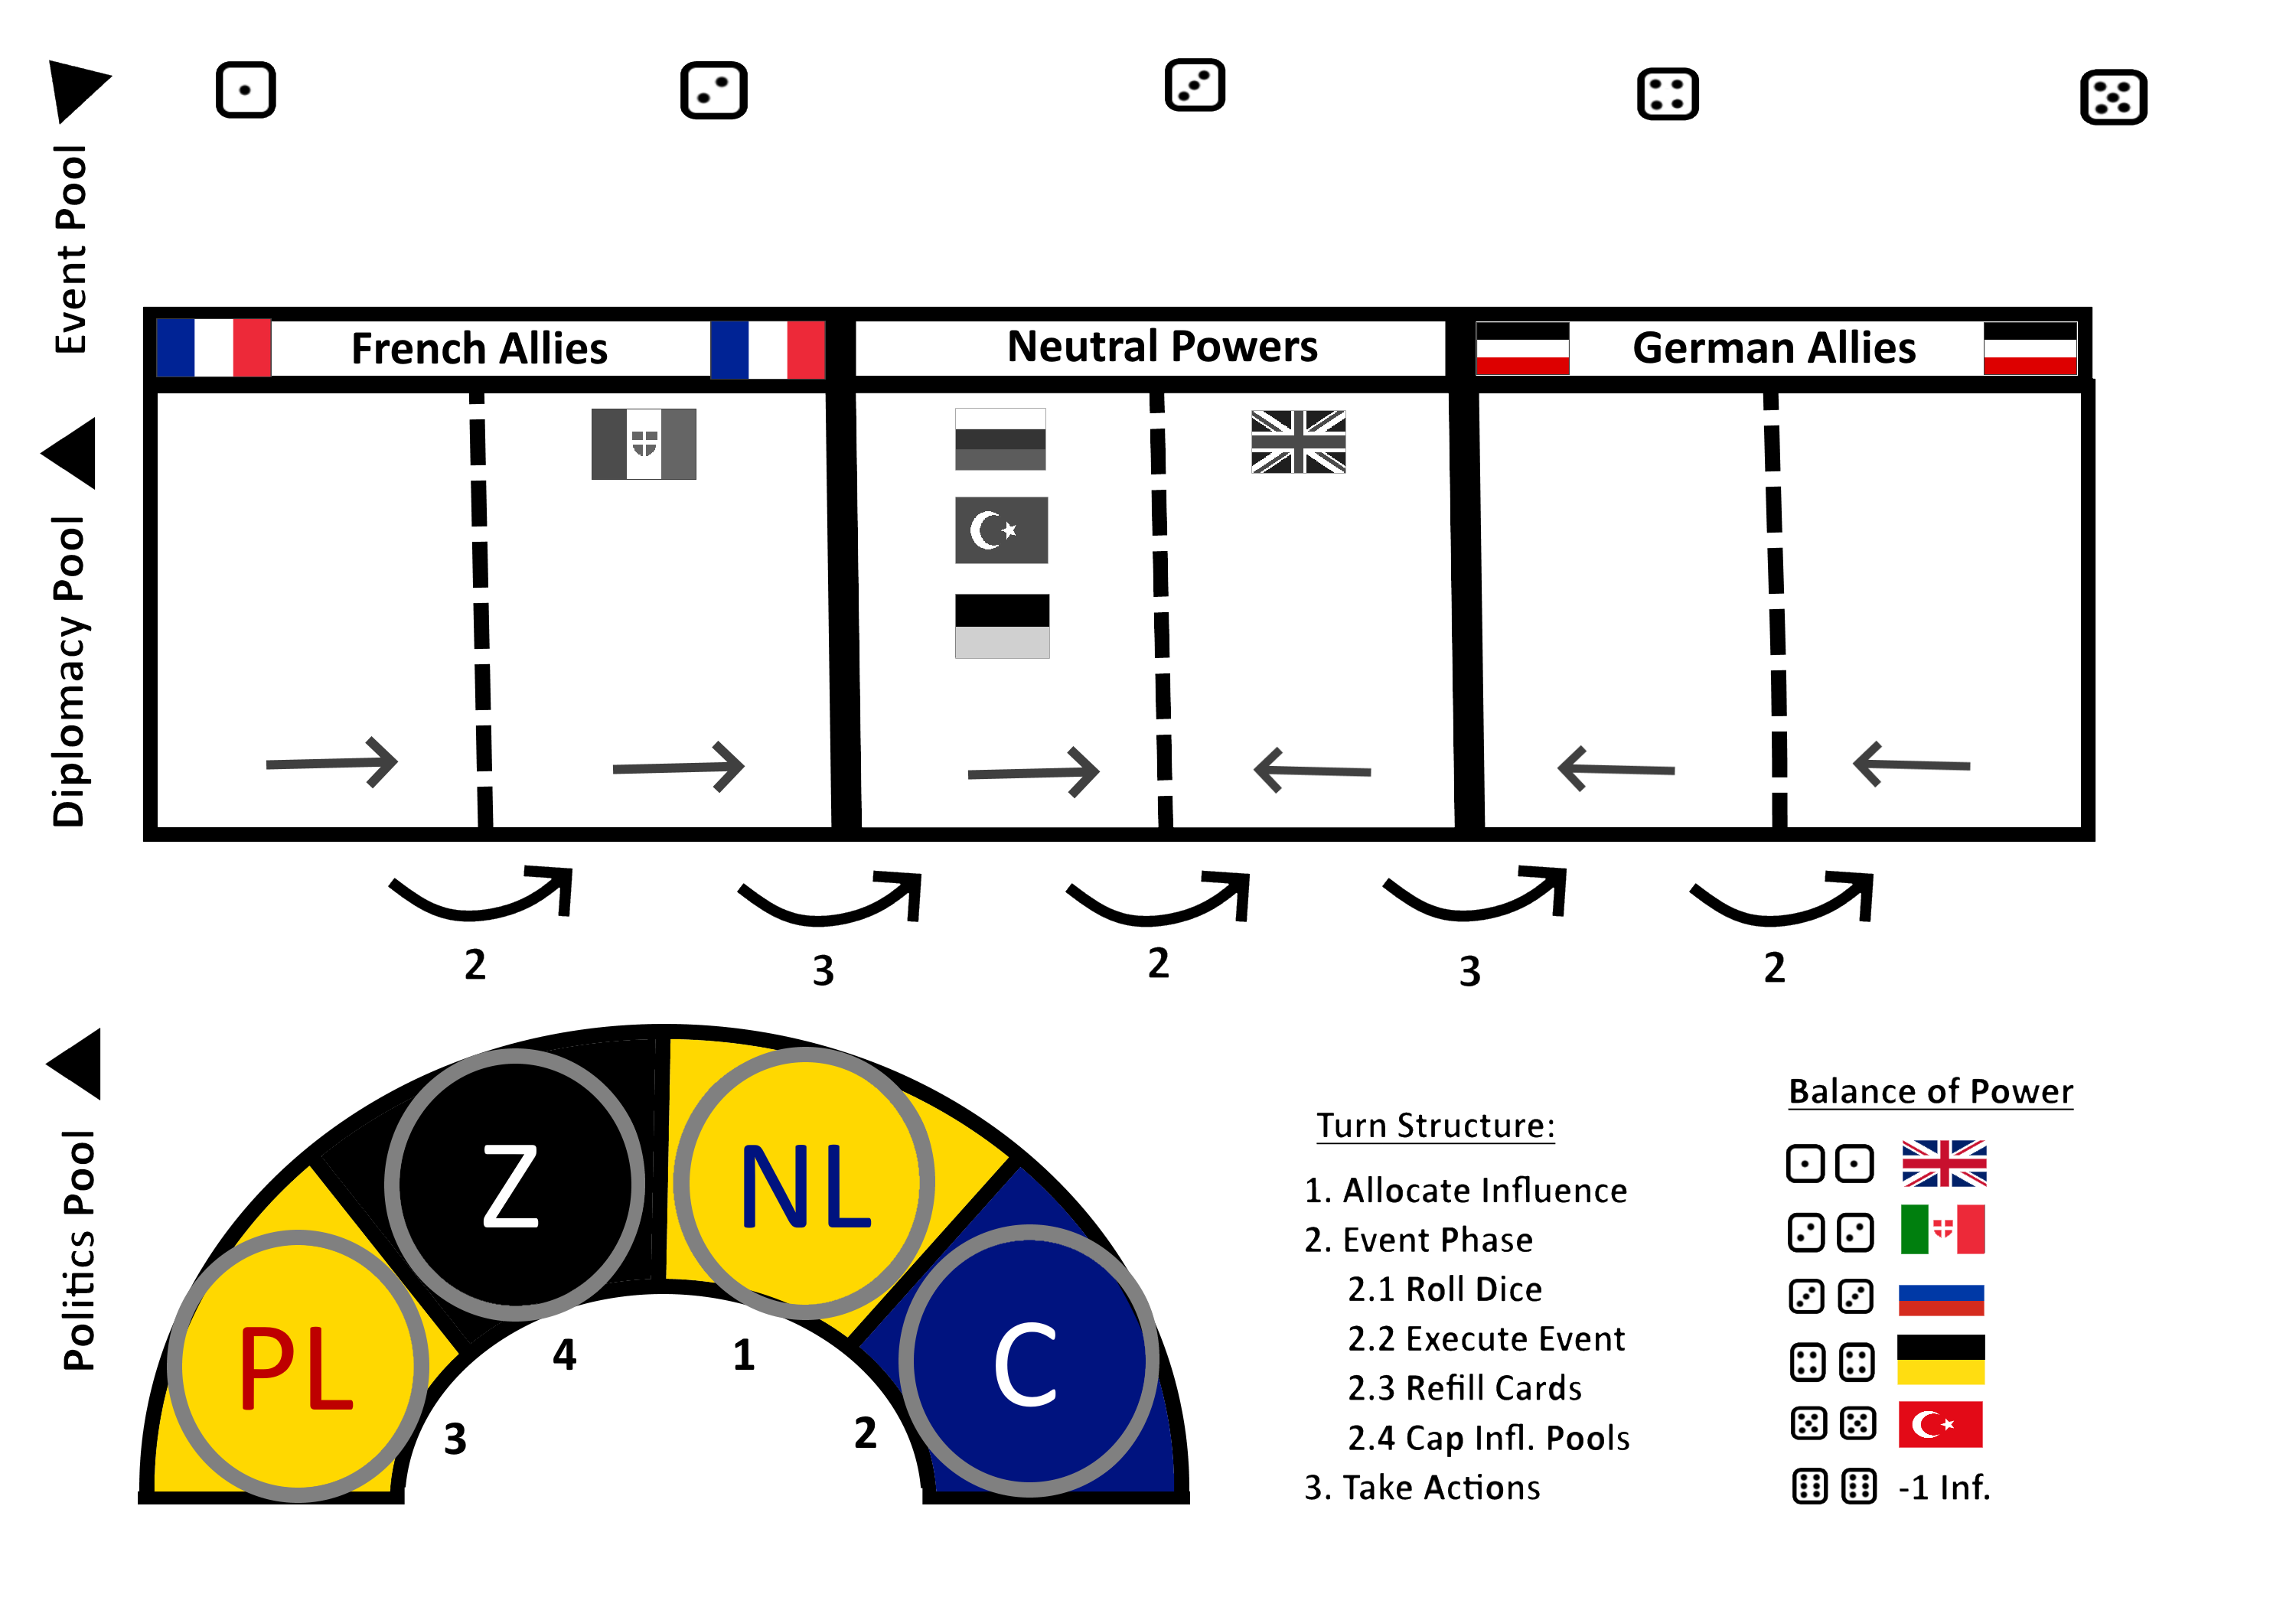 Event Pool
French Allies
Neutral Powers
German Allies
Diplomacy Pool
2
3
2
3
2
Politics Pool
PL
Z
NL
C
3
4
1
2
Turn Structure:
1. Allocate Influence
2. Event Phase
2.1 Roll Dice
2.2 Execute Event
2.3 Refill Cards
2.4 Cap Infl. Pools
3. Take Actions
Balance of Power
-1 Inf.